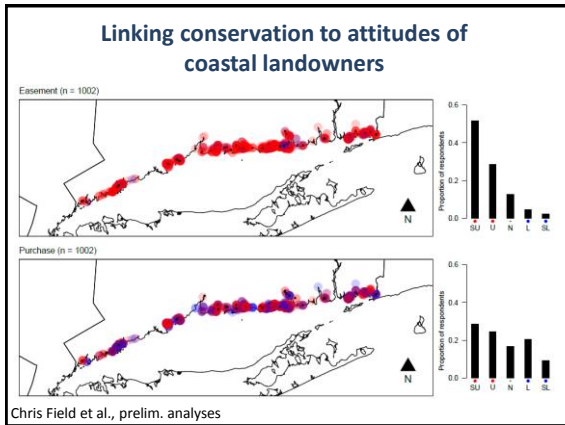 Linking conservation to attitudes of
coastal landowners
Easement (n = 1002)
N
Proportion of respondents
0.6
0.4
0.2
0.0
SU U N L SL
Purchase (n = 1002)
N
Proportion of respondents
0.6
0.4
0.2
0.0
SU U N L SL
Chris Field et al., prelim. analyses